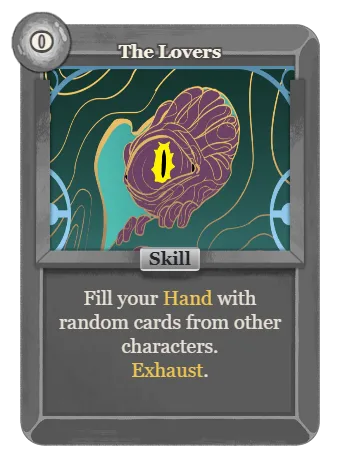 0
The Lovers
Skill
Fill your Hand with
random cards from other
characters.
Exhaust.